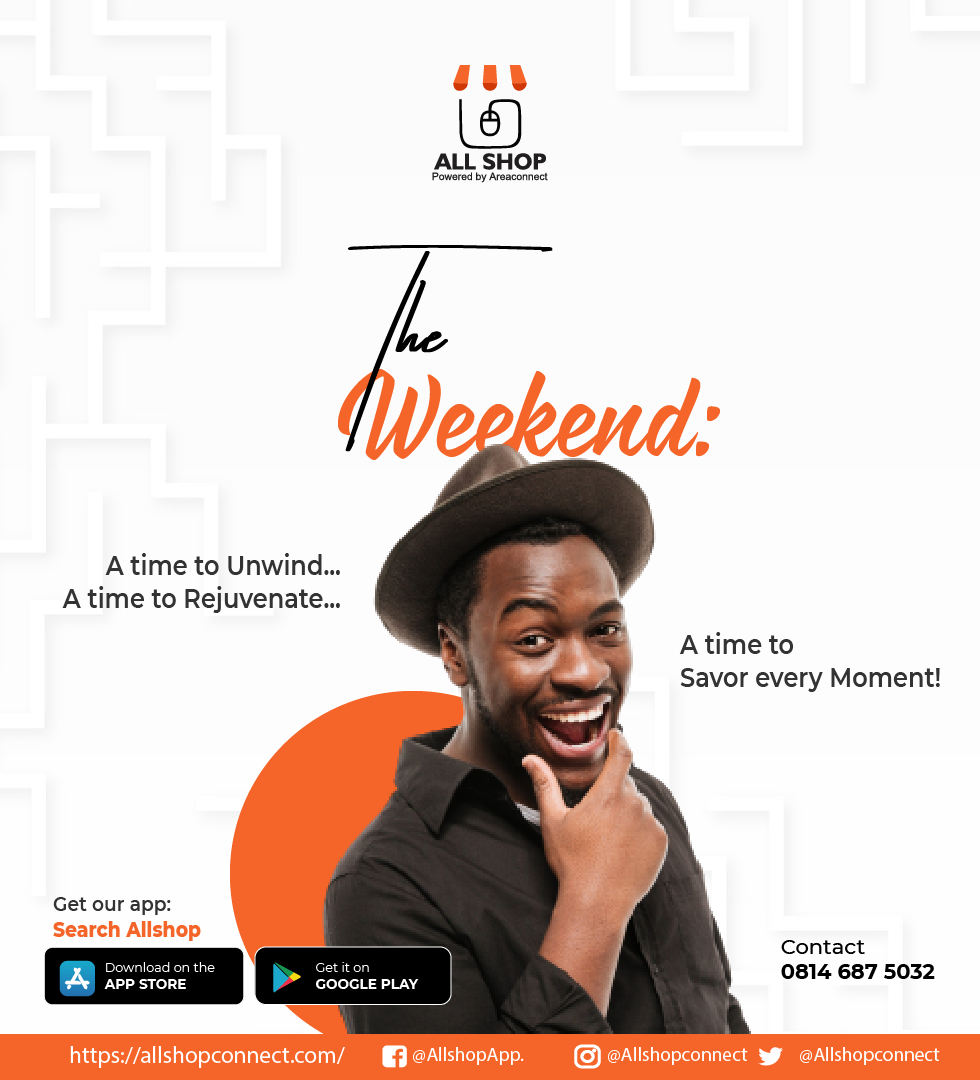 ALL SHOP
Powered by Areaconnect
The
Weekend:
A time to Unwind...
A time to Rejuvenate...
A time to
Savor every Moment!
Get our app:
Search Allshop
Download on the
APP STORE
Get it on
GOOGLE PLAY
Contact
0814 687 5032
https://allshopconnect.com/ @AllshopApp. @Allshopconnect @Allshopconnect